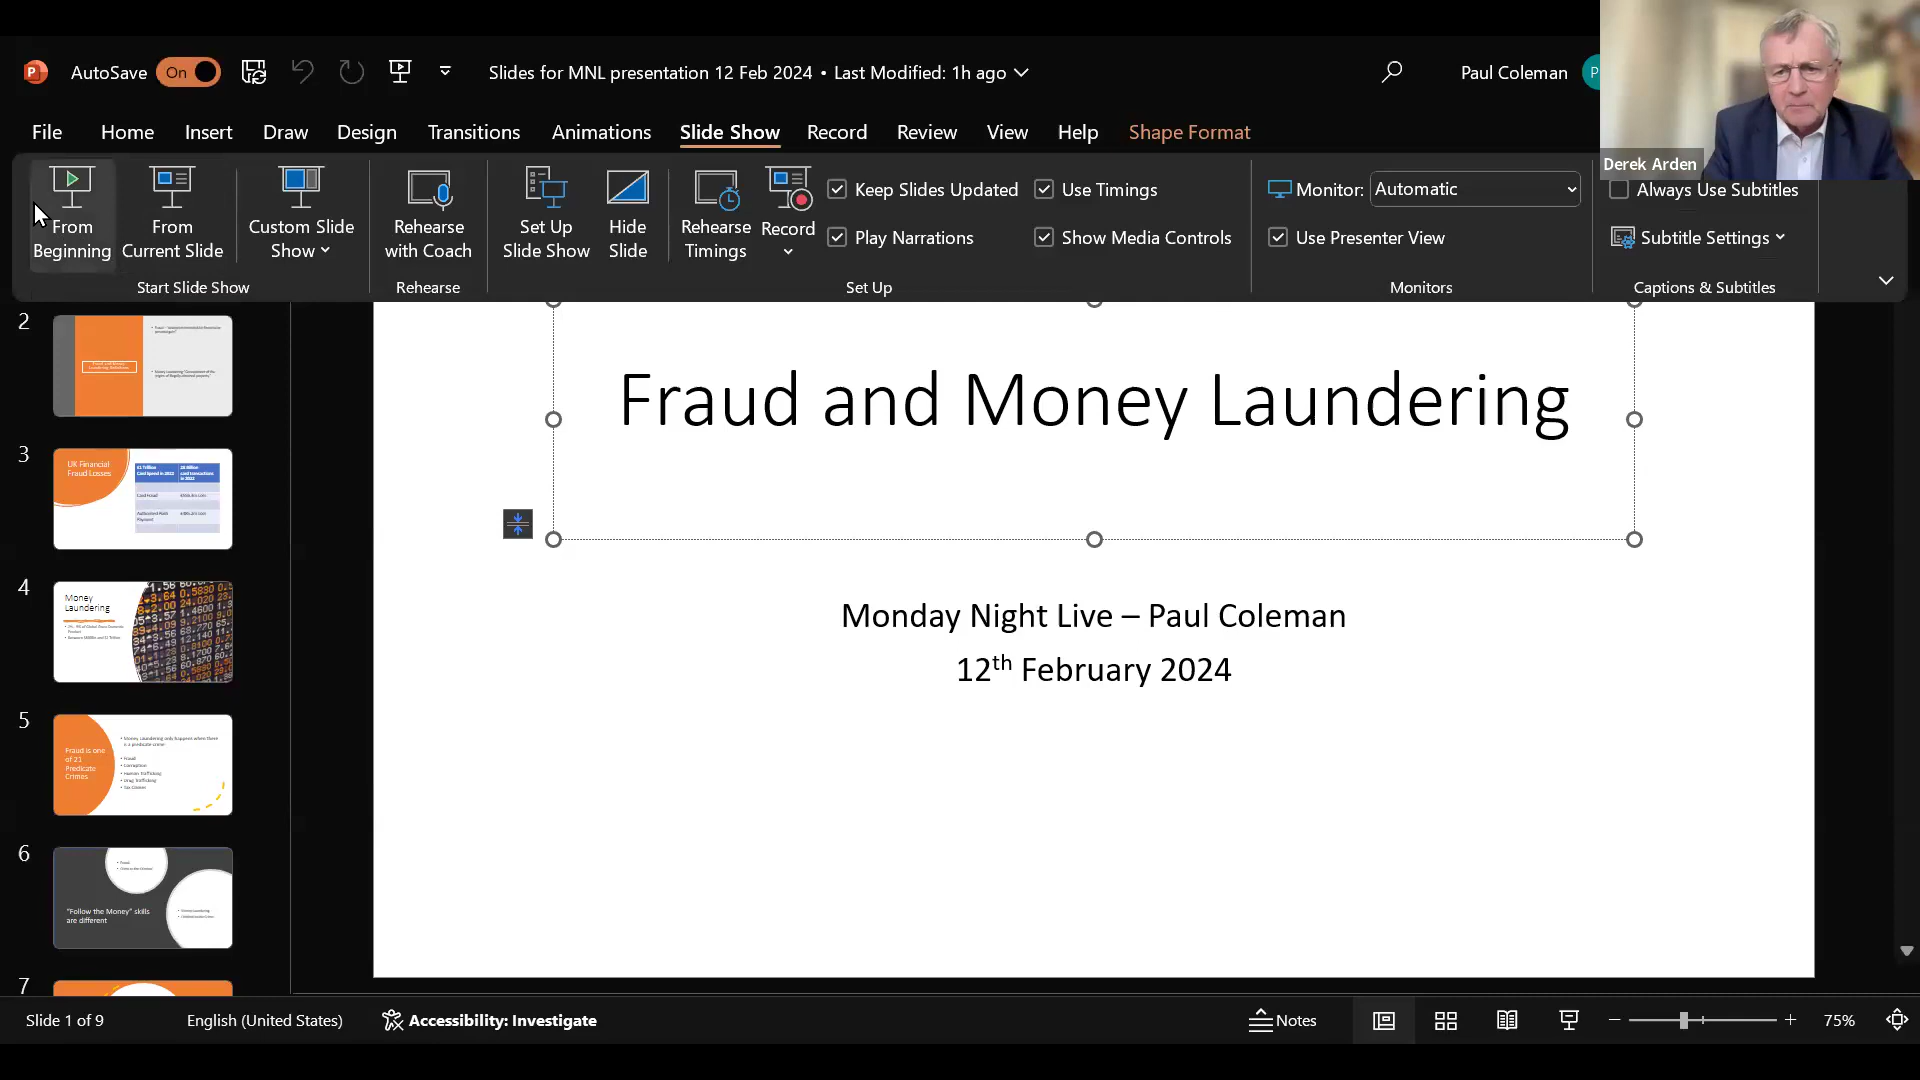 AutoSave On Slides for MNL presentation 12 Feb 2024 • Last Modified: 1h ago Paul Coleman P
File Home Insert Draw Design Transitions Animations Slide Show Record Review View Help Shape Format
Derek Arden
From Beginning
From Current Slide
Custom Slide Show
Rehearse with Coach
Set Up Slide Show
Hide Slide
Rehearse Timings
Record
Keep Slides Updated
Play Narrations
Use Timings
Show Media Controls
Monitor: Automatic
Use Presenter View
Always Use Subtitles
Subtitle Settings
Start Slide Show Rehearse Set Up Monitors Captions & Subtitles
2
3
UK Financial
Fraud Losses
4
Money
Laundering
5
Fraud is one
of 21
Predicate
Crimes
6
"Follow the Money" skills
are different
7
Fraud and Money Laundering
Monday Night Live – Paul Coleman
12th February 2024
Slide 1 of 9 English (United States) Accessibility: Investigate Notes 75%